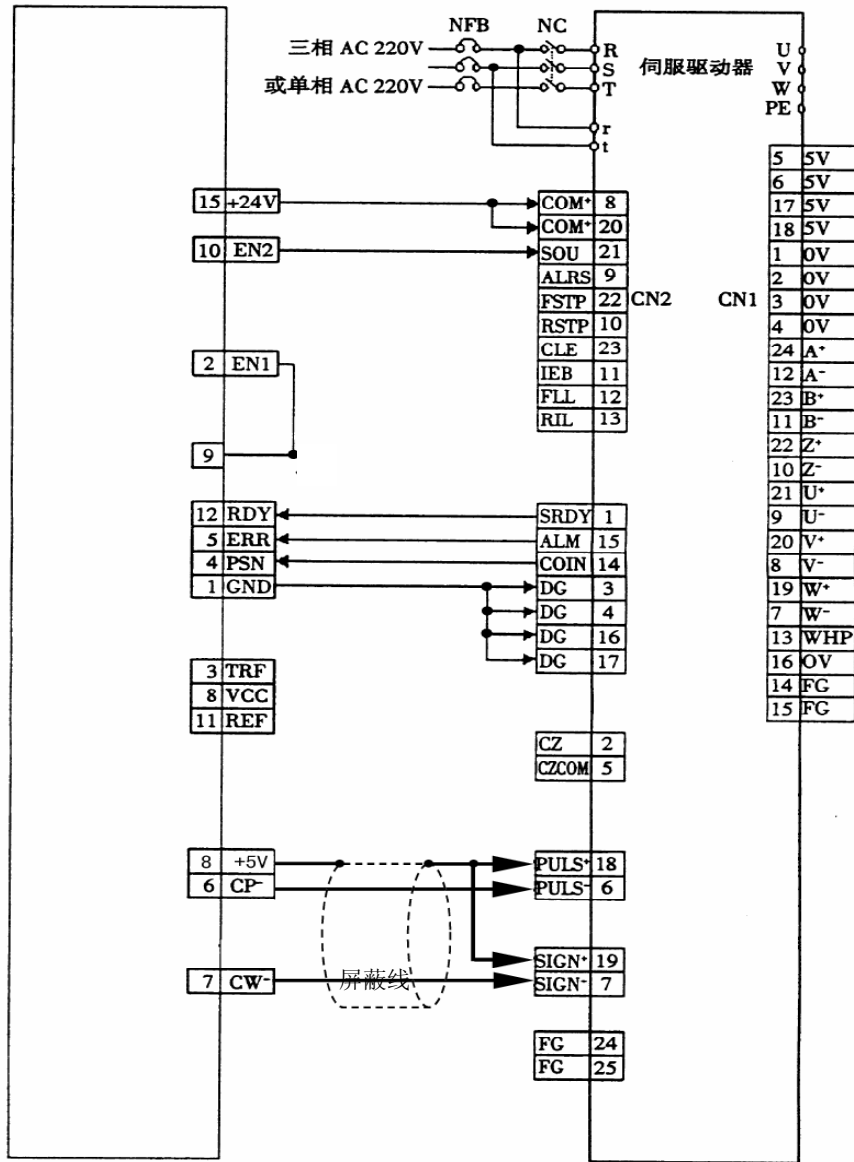 NFB NC
三相 AC 220V R U
S 伺服驱动器 V
或单相 AC 220V T W
PE
r
t
5 5V
6 5V
15 +24V COM+ 8 17 5V
COM+ 20 18 5V
10 EN2 SOU 21 1 0V
ALRS 9 2 0V
FSTP 22 CN2 CN1 3 0V
RSTP 10 4 0V
CLE 23 24 A+
2 EN1 IEB 11 12 A-
FLL 12 23 B+
RIL 13 11 B-
22 Z+
9 10 Z-
21 U+
12 RDY SRDY 1 9 U-
5 ERR ALM 15 20 V+
4 PSN COIN 14 8 V-
1 GND DG 3 19 W+
DG 4 7 W-
DG 16 13 WHP
DG 17 16 OV
3 TRF 14 FG
8 VCC 15 FG
11 REF
CZ 2
CZCOM 5
8 +5V PULS+ 18
6 CP- PULS- 6
SIGN+ 19
7 CW- 屏蔽线 SIGN- 7
FG 24
FG 25